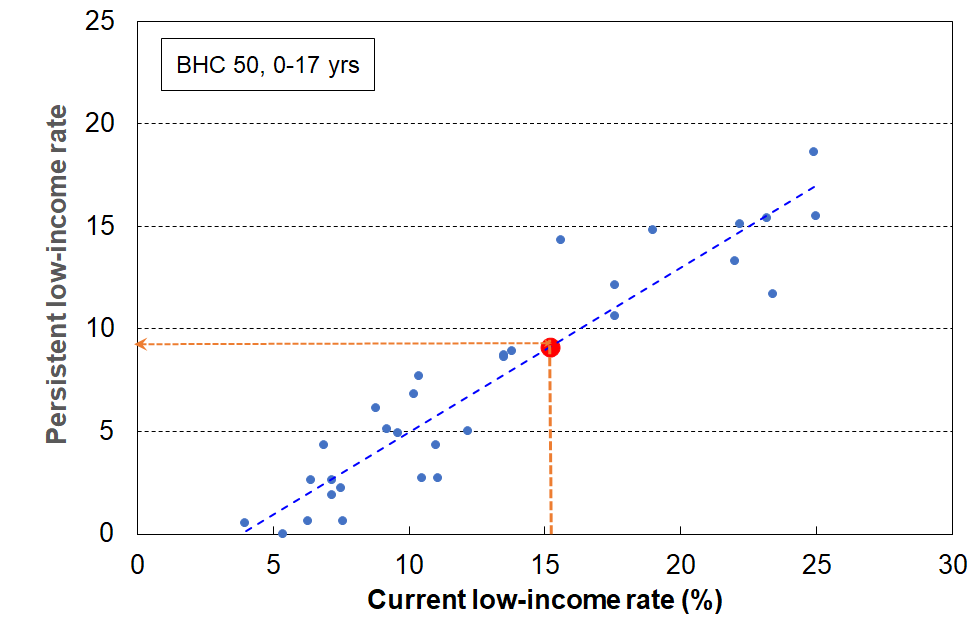 25
BHC 50, 0-17 yrs
20
15
10
5
0
Persistent low-income rate
0 5 10 15 20 25 30
Current low-income rate (%)